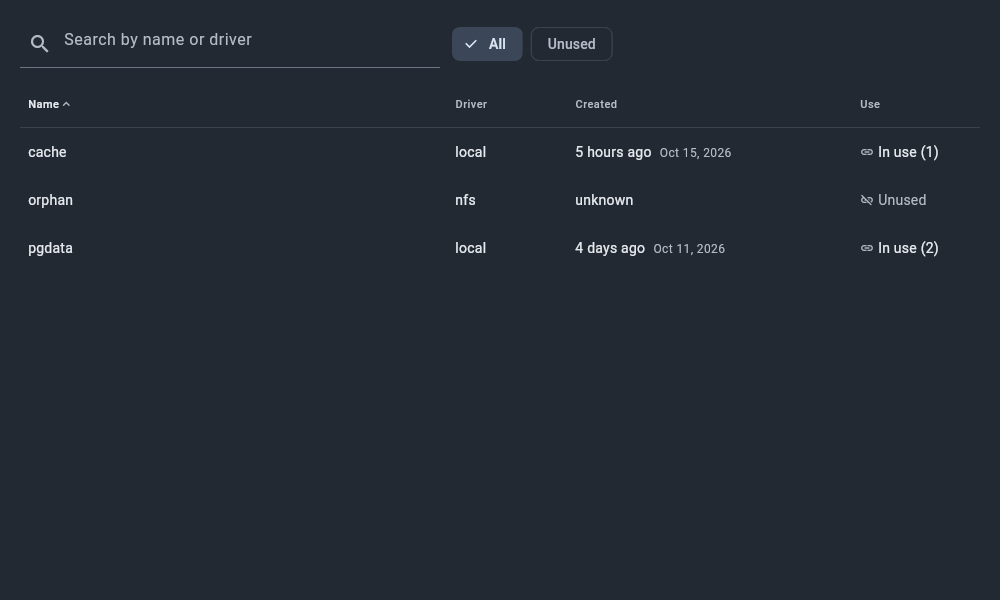 Search by name or driver
All
Unused
Name Driver Created Use
cache local 5 hours ago Oct 15, 2026 In use (1)
orphan nfs unknown Unused
pgdata local 4 days ago Oct 11, 2026 In use (2)